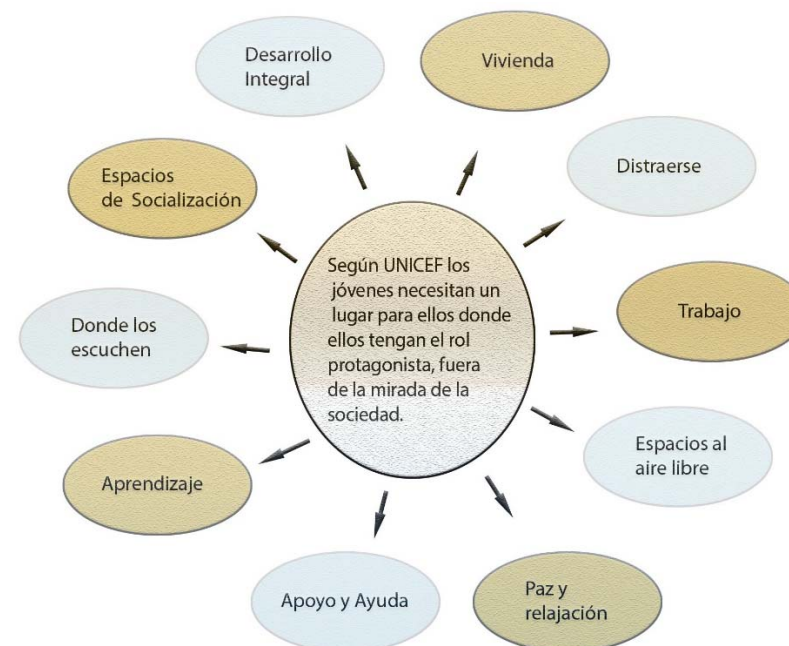 Desarrollo
Integral
Vivienda
Distraerse
Trabajo
Espacios al
aire libre
Paz y
relajación
Apoyo y Ayuda
Aprendizaje
Donde los
escuchen
Espacios
de Socialización
Según UNICEF los
jóvenes necesitan un
lugar para ellos donde
ellos tengan el rol
protagonista, fuera
de la mirada de la
sociedad.